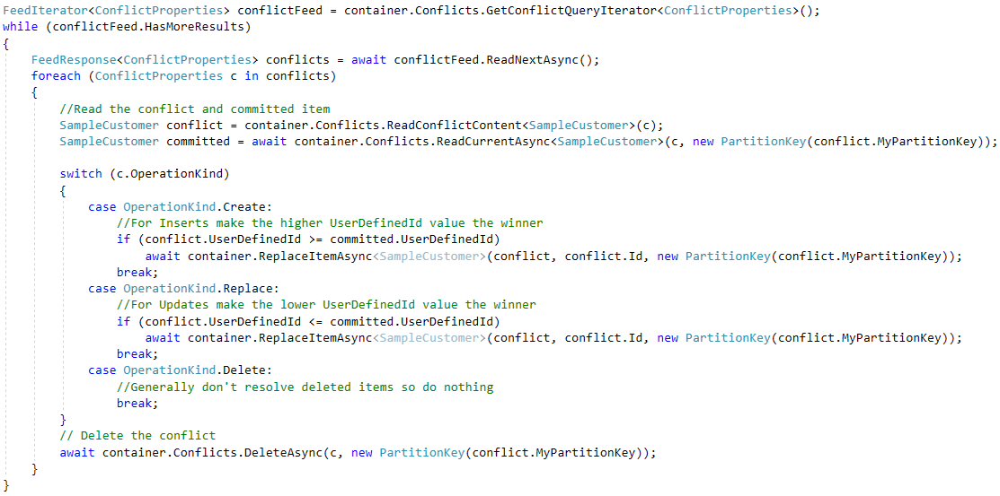 FeedIterator<ConflictProperties> conflictFeed = container.Conflicts.GetConflictQueryIterator<ConflictProperties>();
while (conflictFeed.HasMoreResults)
{
    FeedResponse<ConflictProperties> conflicts = await conflictFeed.ReadNextAsync();
    foreach (ConflictProperties c in conflicts)
    {
        //Read the conflict and committed item
        SampleCustomer conflict = container.Conflicts.ReadConflictContent<SampleCustomer>(c);
        SampleCustomer committed = await container.Conflicts.ReadCurrentAsync<SampleCustomer>(c, new PartitionKey(conflict.MyPartitionKey));

        switch (c.OperationKind)
        {
            case OperationKind.Create:
                //For Inserts make the higher UserDefinedId value the winner
                if (conflict.UserDefinedId >= committed.UserDefinedId)
                    await container.ReplaceItemAsync<SampleCustomer>(conflict, conflict.Id, new PartitionKey(conflict.MyPartitionKey));
                break;
            case OperationKind.Replace:
                //For Updates make the lower UserDefinedId value the winner
                if (conflict.UserDefinedId <= committed.UserDefinedId)
                    await container.ReplaceItemAsync<SampleCustomer>(conflict, conflict.Id, new PartitionKey(conflict.MyPartitionKey));
                break;
            case OperationKind.Delete:
                //Generally don't resolve deleted items so do nothing
                break;
        }
        // Delete the conflict
        await container.Conflicts.DeleteAsync(c, new PartitionKey(conflict.MyPartitionKey));
    }
}